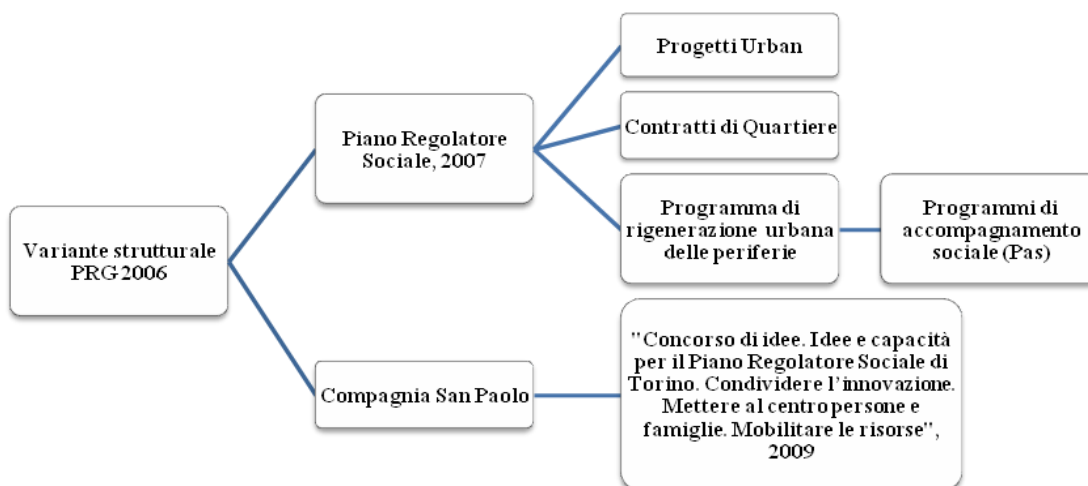 Variante strutturale
PRG 2006
Piano Regolatore
Sociale, 2007
Progetti Urban
Contratti di Quartiere
Programma di
rigenerazione urbana
delle periferie
Programmi di
accompagnamento
sociale (Pas)
Compagnia San Paolo
"Concorso di idee. Idee e capacità
per il Piano Regolatore Sociale di
Torino. Condividere l'innovazione.
Mettere al centro persone e
famiglie. Mobilitare le risorse",
2009